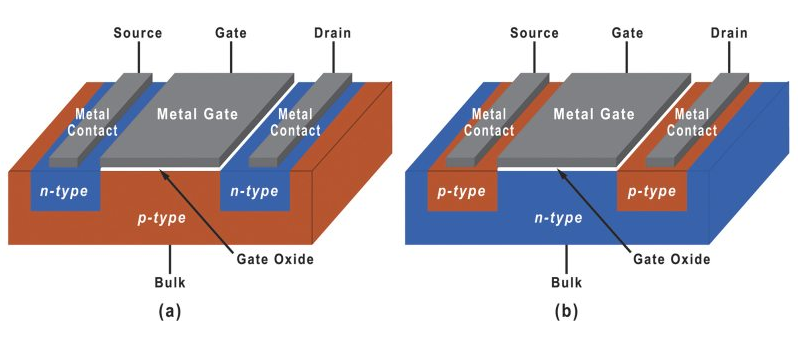 Source Gate Drain
Metal Contact
Metal Gate
Metal Contact
n-type
n-type
p-type
Gate Oxide
Bulk
(a)
Source Gate Drain
Metal Contact
Metal Gate
Metal Contact
p-type
p-type
n-type
Gate Oxide
Bulk
(b)